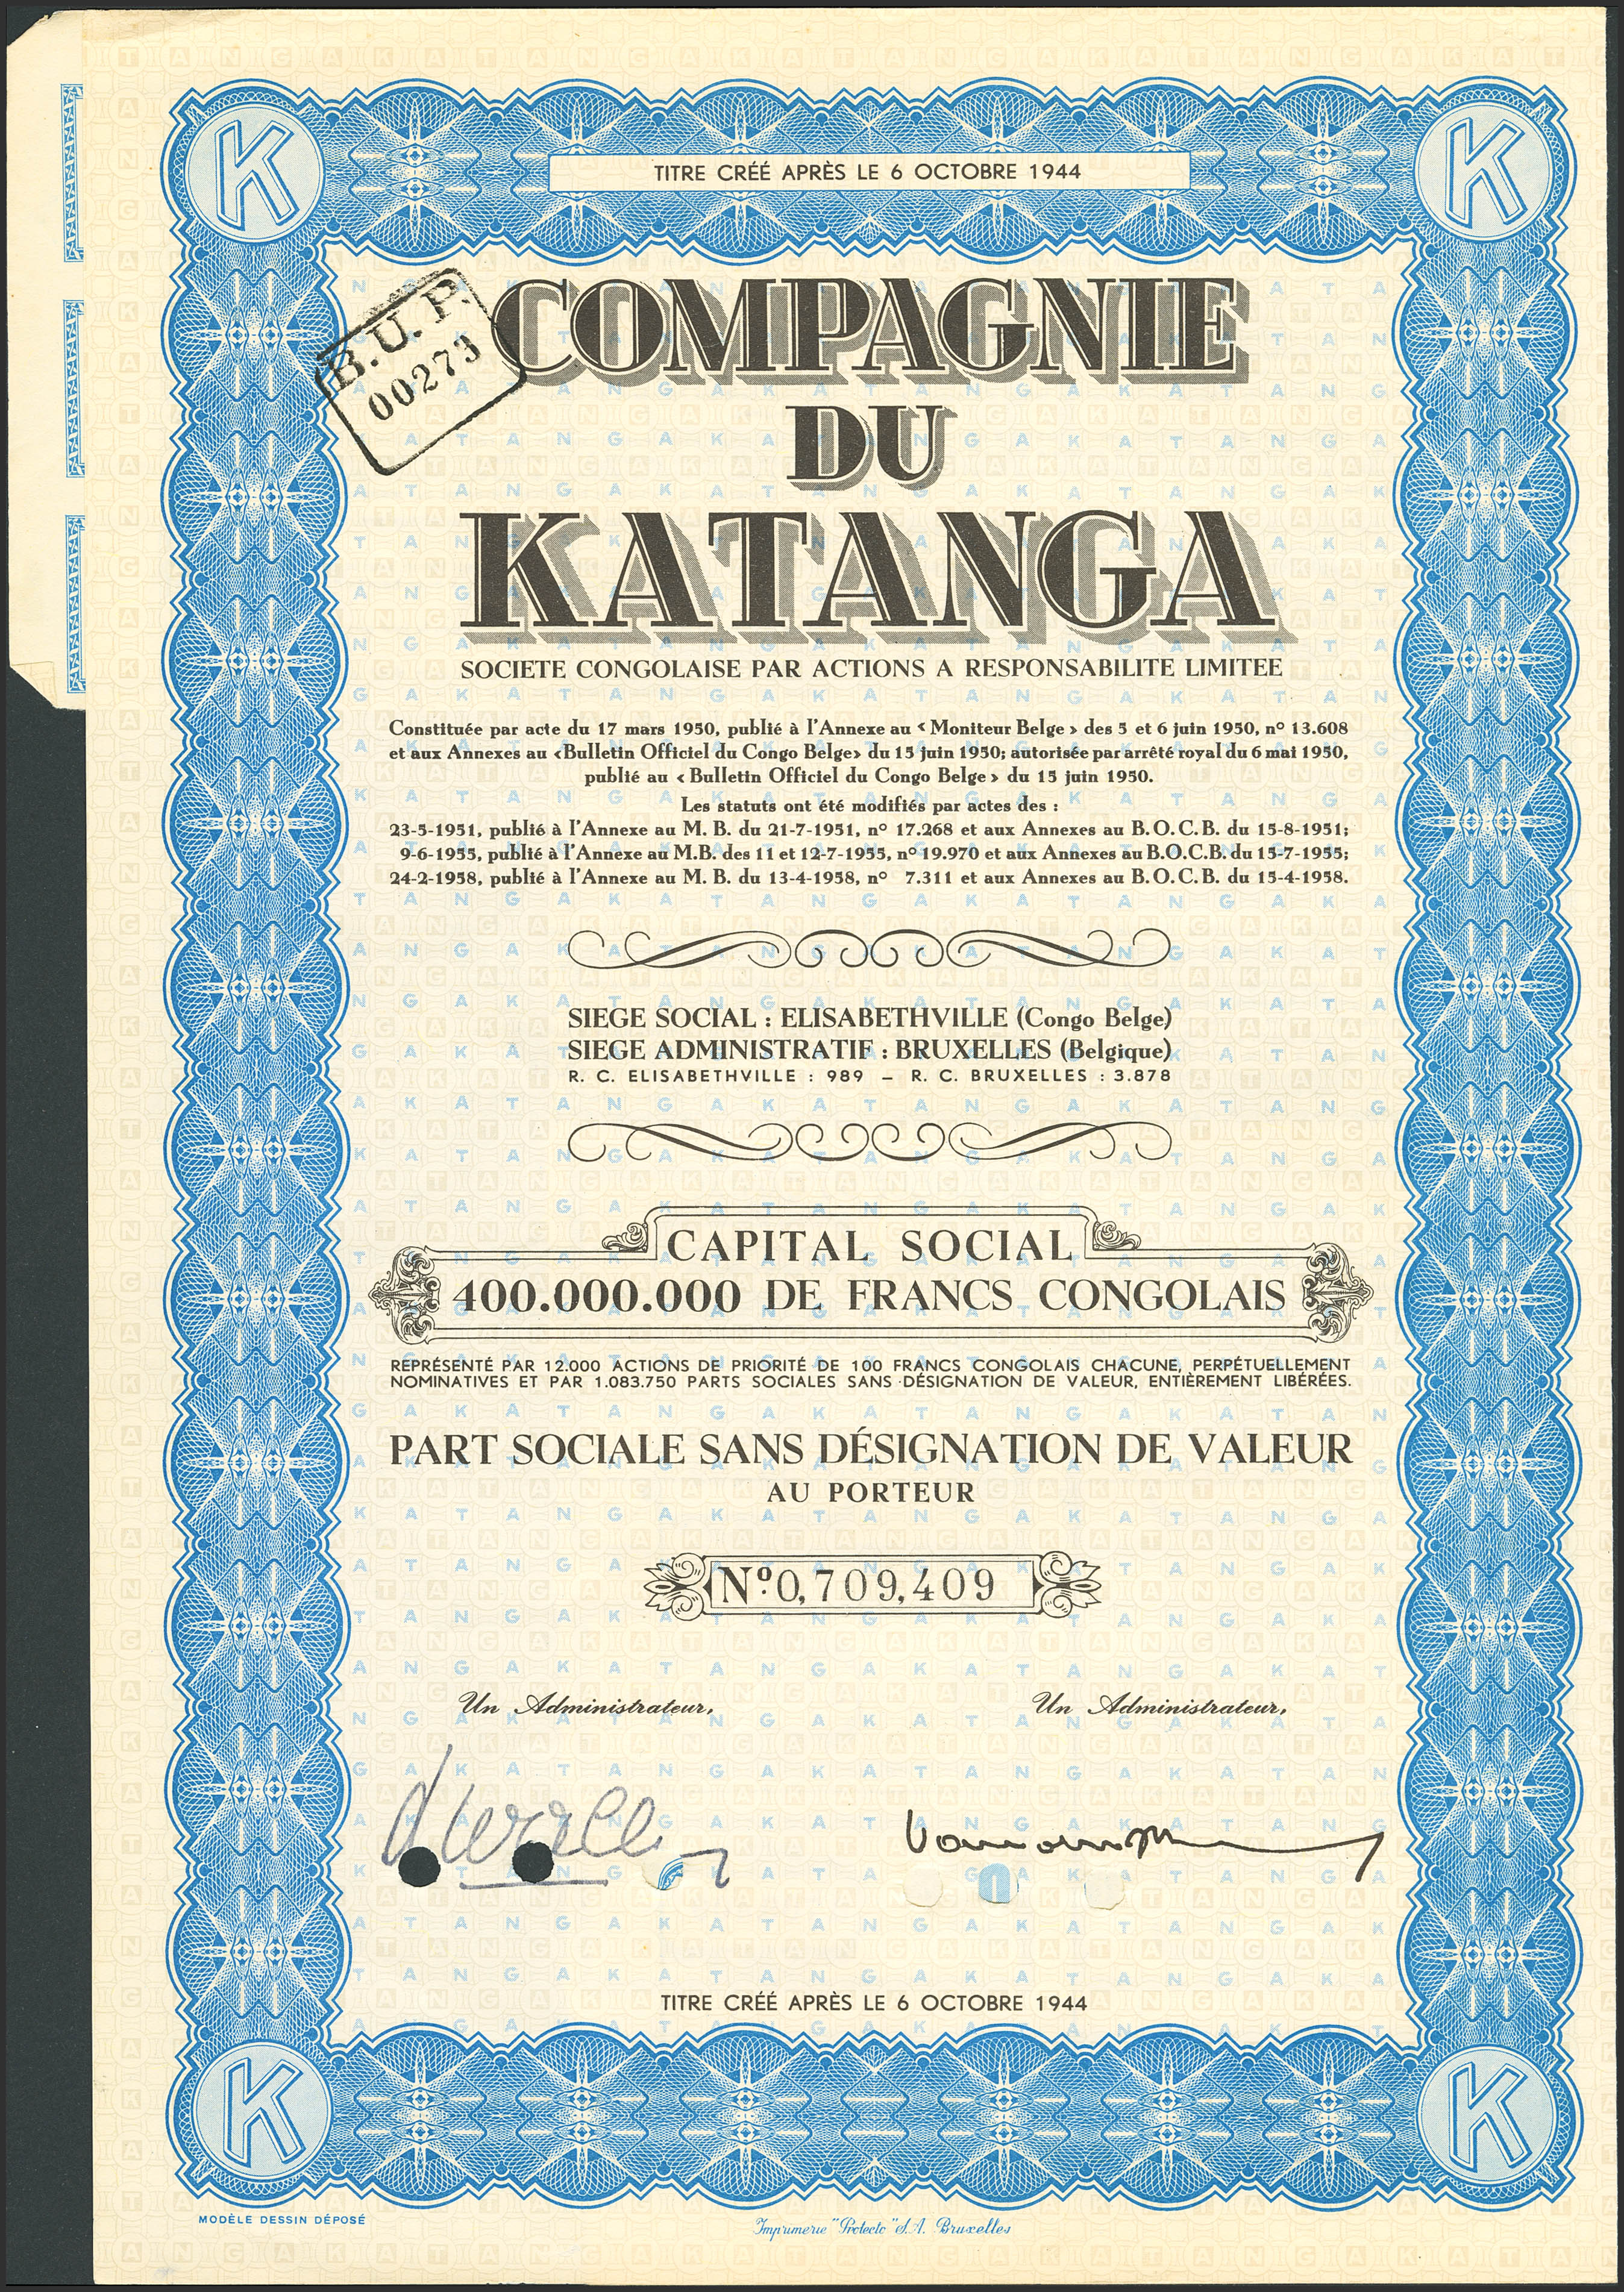 K
TITRE CRÉÉ APRÈS LE 6 OCTOBRE 1944
K
B.U.P.
00273
COMPAGNIE
DU
KATANGA
SOCIETE CONGOLAISE PAR ACTIONS A RESPONSABILITE LIMITEE
Constituée par acte du 17 mars 1950, publié à l'Annexe au < Moniteur Belge > des 5 et 6 juin 1950, nº 13.608
et aux Annexes au <Bulletin Officiel du Congo Belge> du 15 juin 1950; autorisée par arrêté royal du 6 mai 1950,
publié au < Bulletin Officiel du Congo Belge > du 15 juin 1950.
Les statuts ont été modifiés par actes des :
23-5-1951, publié à l'Annexe au M. B. du 21-7-1951, nº 17.268 et aux Annexes au B.O.C.B. du 15-8-1951;
9-6-1955, publié à l'Annexe au M.B. des 11 et 12-7-1955, nº 19.970 et aux Annexes au B.O.C.B. du 15-7-1955;
24-2-1958, publié à l'Annexe au M. B. du 13-4-1958, nº 7.311 et aux Annexes au B.O.C.B. du 15-4-1958.
SIEGE SOCIAL : ELISABETHVILLE (Congo Belge)
SIEGE ADMINISTRATIF : BRUXELLES (Belgique)
R. C. ELISABETHVILLE : 989 – R. C. BRUXELLES : 3.878
CAPITAL SOCIAL
400.000.000 DE FRANCS CONGOLAIS
REPRÉSENTÉ PAR 12.000 ACTIONS DE PRIORITÉ DE 100 FRANCS CONGOLAIS CHACUNE, PERPÉTUELLEMENT
NOMINATIVES ET PAR 1.083.750 PARTS SOCIALES SANS DÉSIGNATION DE VALEUR, ENTIÈREMENT LIBÉRÉES.
PART SOCIALE SANS DÉSIGNATION DE VALEUR
AU PORTEUR
Nº 0,709,409
Un Administrateur, Un Administrateur,
TITRE CRÉÉ APRÈS LE 6 OCTOBRE 1944
K
K
MODÈLE DESSIN DÉPOSÉ
Imprimerie "Protecto" S.A. Bruxelles